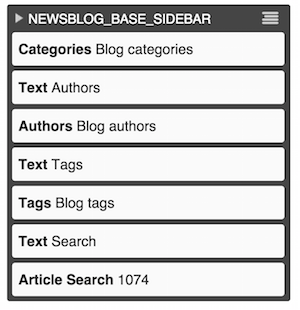 NEWSBLOG_BASE_SIDEBAR
Categories Blog categories
Text Authors
Authors Blog authors
Text Tags
Tags Blog tags
Text Search
Article Search 1074